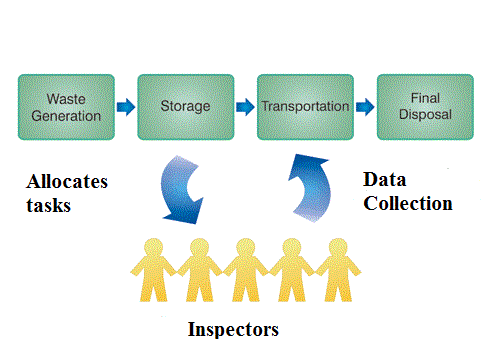 Waste
Generation
Storage
Transportation
Final
Disposal
Allocates
tasks
Data
Collection
Inspectors